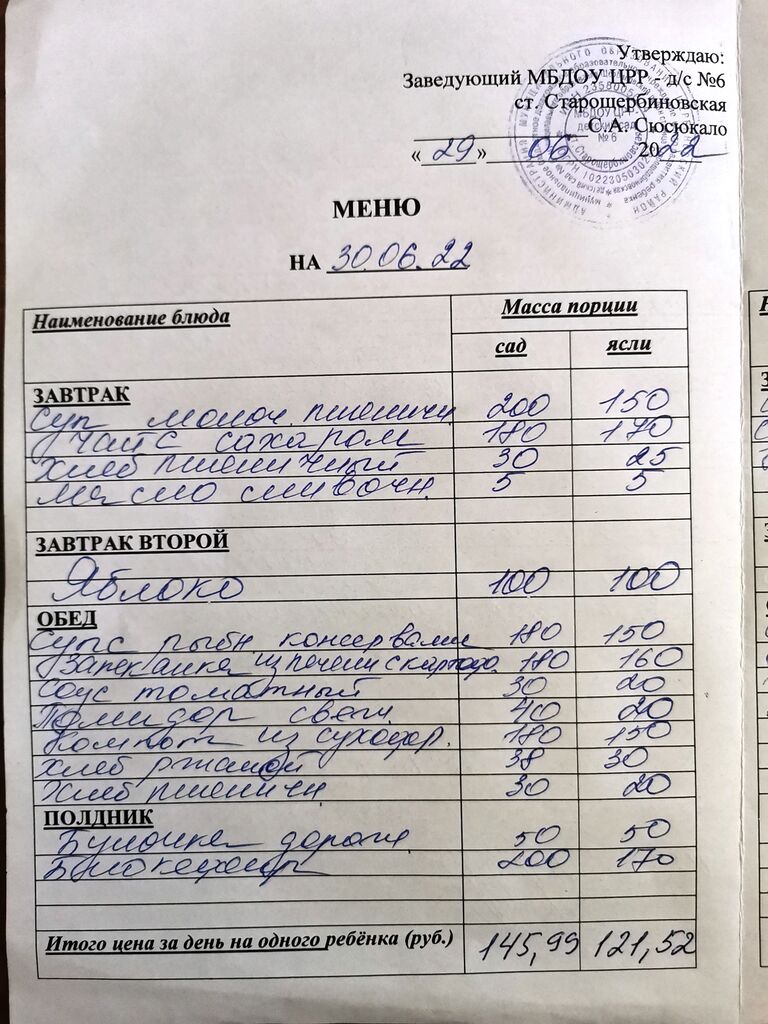 Утверждаю:
Заведующий МБДОУ ЦРР - д/с №6
ст. Старощербиновская
С.А. Сюсюкало
« 29 » 06 2022
МЕНЮ
НА 30.06.22
Наименование блюда Масса порции
сад ясли
ЗАВТРАК
Суп молоч. пшеничн. 200 150
Чай с сахаром 180 170
Хлеб пшеничный 30 25
Масло сливочн. 5 5
ЗАВТРАК ВТОРОЙ
Яблоко 100 100
ОБЕД
Суп с рыбн. консервами 180 150
Запеканка из печени с картоф. 180 160
Соус томатный 30 20
Помидор свеж. 40 20
Компот из сухофр. 180 150
Хлеб ржаной 38 30
Хлеб пшеничн 30 20
ПОЛДНИК
Булочка дорожн. 50 50
200 170
Итого цена за день на одного ребёнка (руб.) 145,99 121,52